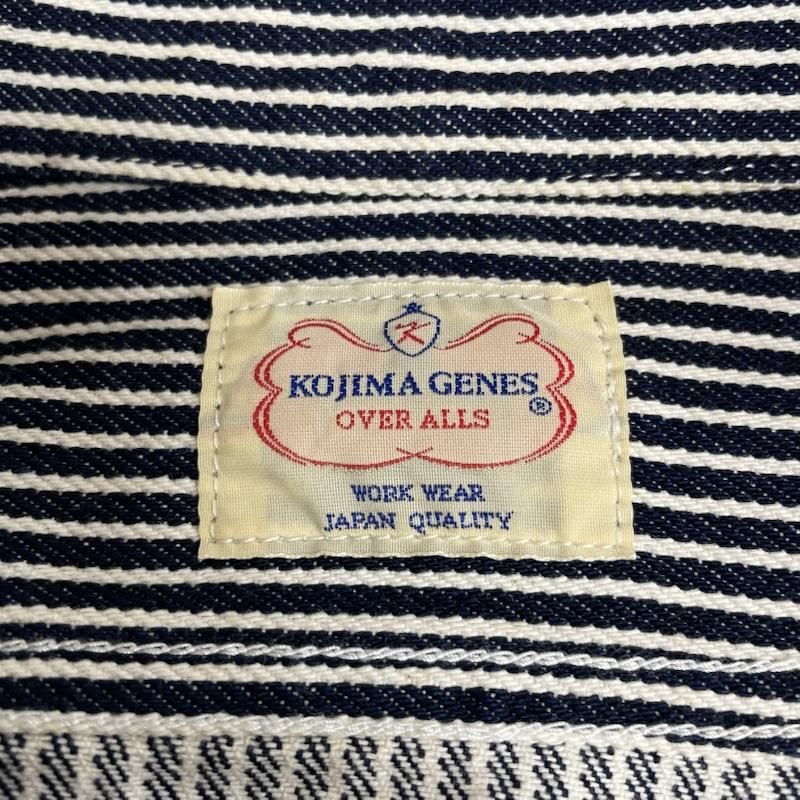 K
KOJIMA GENES®
OVER ALLS
WORK WEAR
JAPAN QUALITY